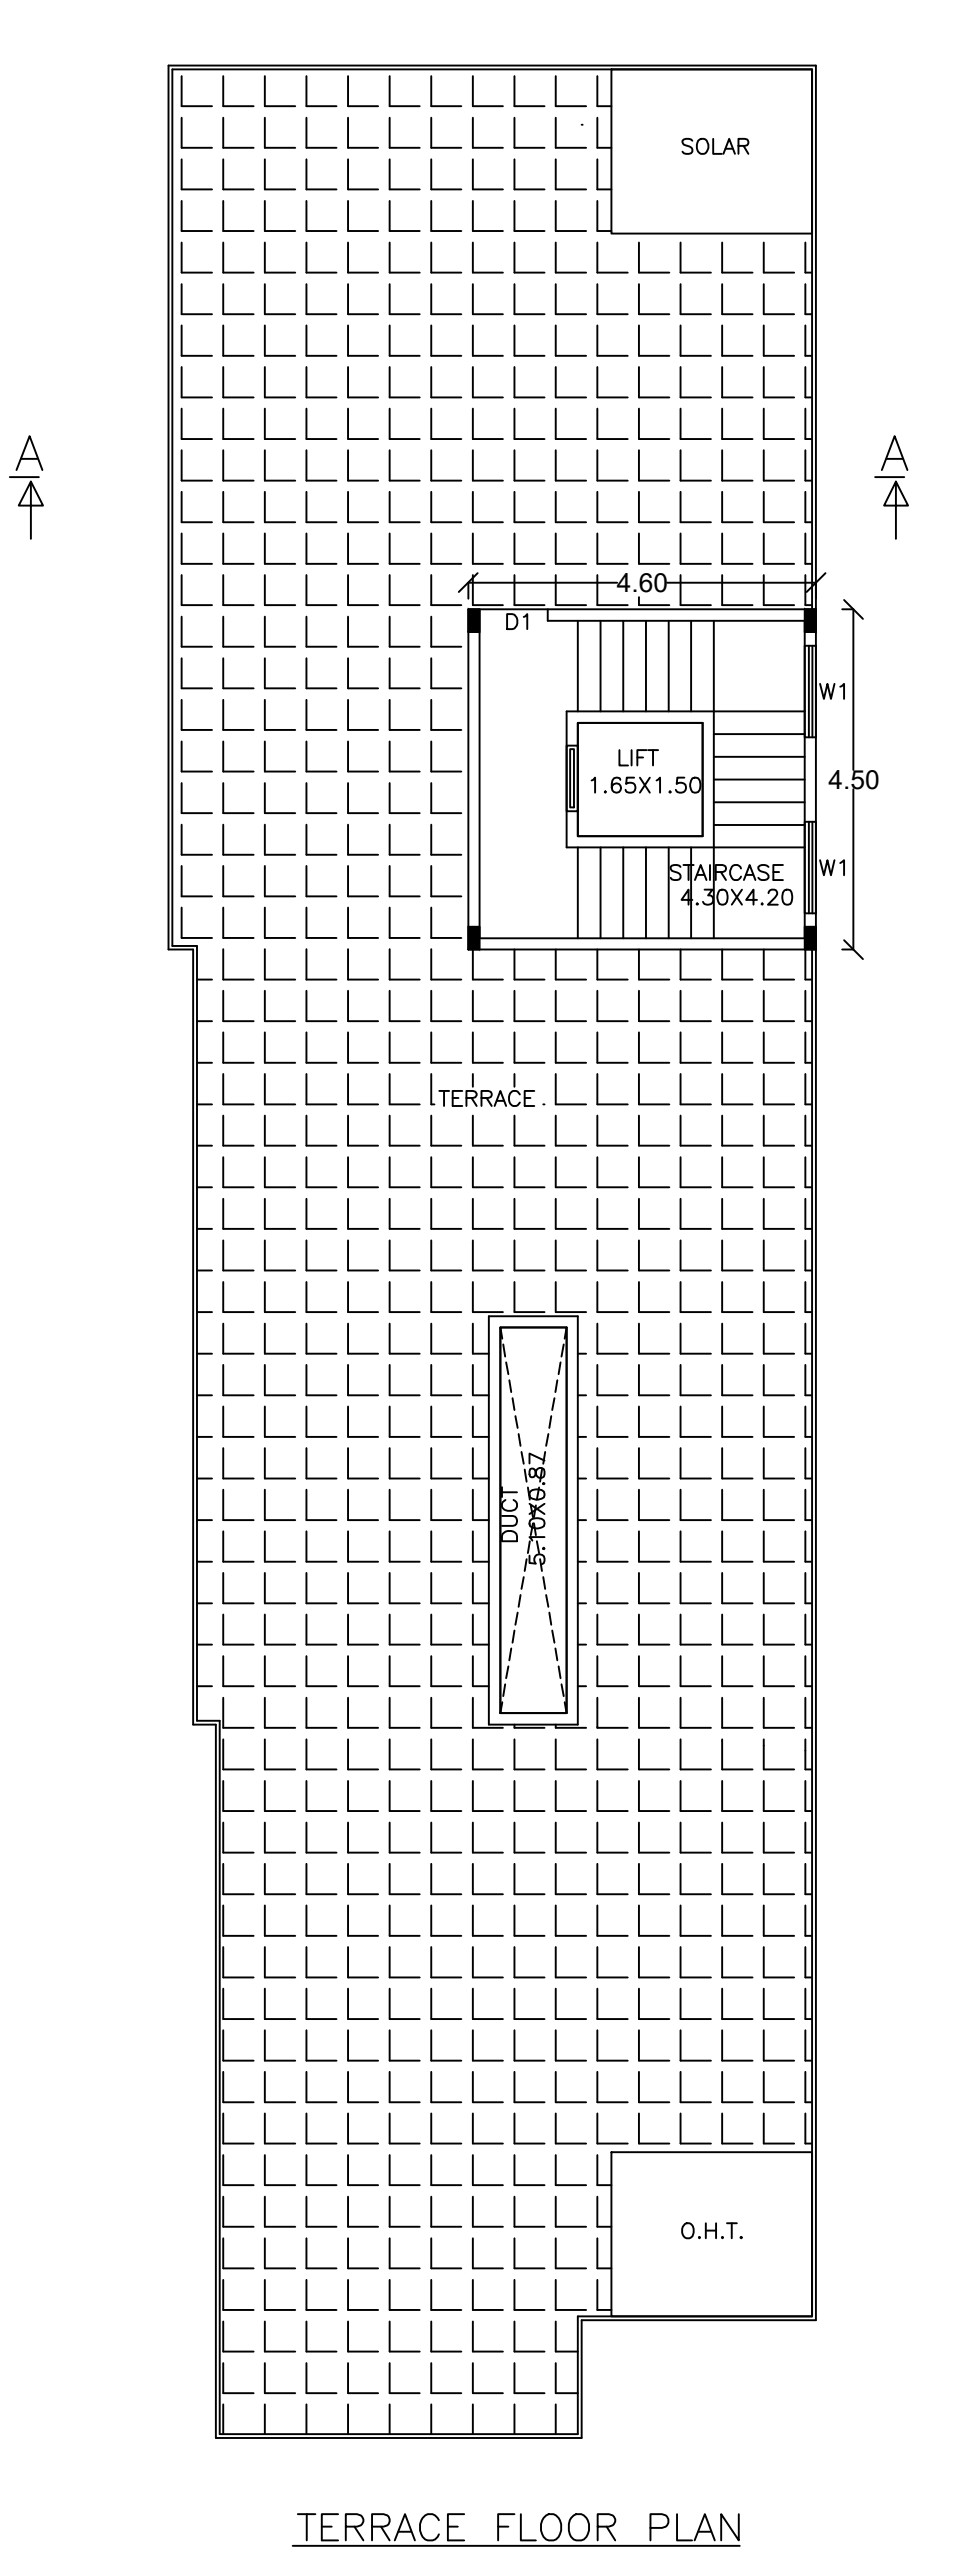 SOLAR
A
A
4.60
D1
W1
LIFT
1.65X1.50
4.50
W1
STAIRCASE
4.30X4.20
TERRACE
DUCT
5.10X0.87
O.H.T.
TERRACE FLOOR PLAN